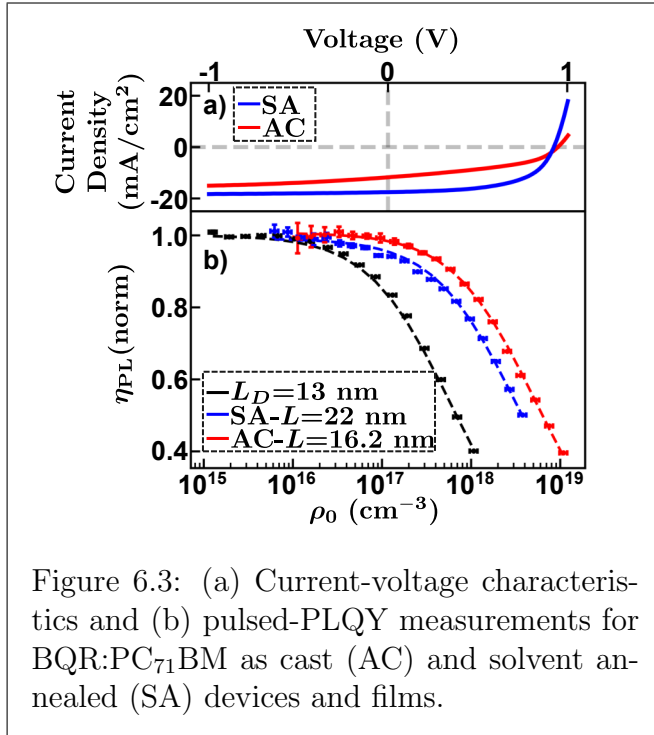 Voltage (V)
-1 0 1
Current
Density
(mA/cm²)
20
0
-20
a)
SA
AC
b)
η_PL(norm)
1.0
0.8
0.6
0.4
L_D=13 nm
SA-L=22 nm
AC-L=16.2 nm
10¹⁵ 10¹⁶ 10¹⁷ 10¹⁸ 10¹⁹
ρ₀ (cm⁻³)
Figure 6.3: (a) Current-voltage characteris-
tics and (b) pulsed-PLQY measurements for
BQR:PC₇₁BM as cast (AC) and solvent an-
nealed (SA) devices and films.